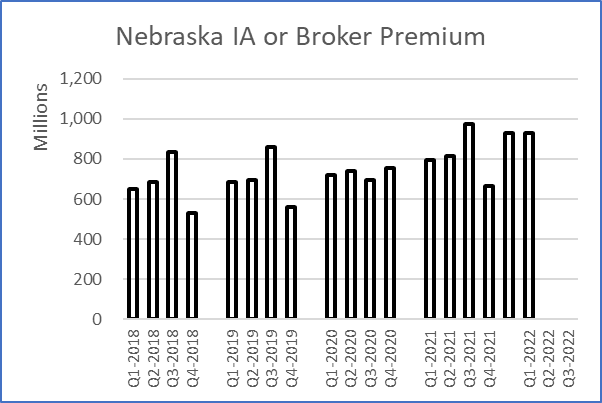 Nebraska IA or Broker Premium
Millions
1,200
1,000
800
600
400
200
0
Q1-2018
Q2-2018
Q3-2018
Q4-2018
Q1-2019
Q2-2019
Q3-2019
Q4-2019
Q1-2020
Q2-2020
Q3-2020
Q4-2020
Q1-2021
Q2-2021
Q3-2021
Q4-2021
Q1-2022
Q2-2022
Q3-2022